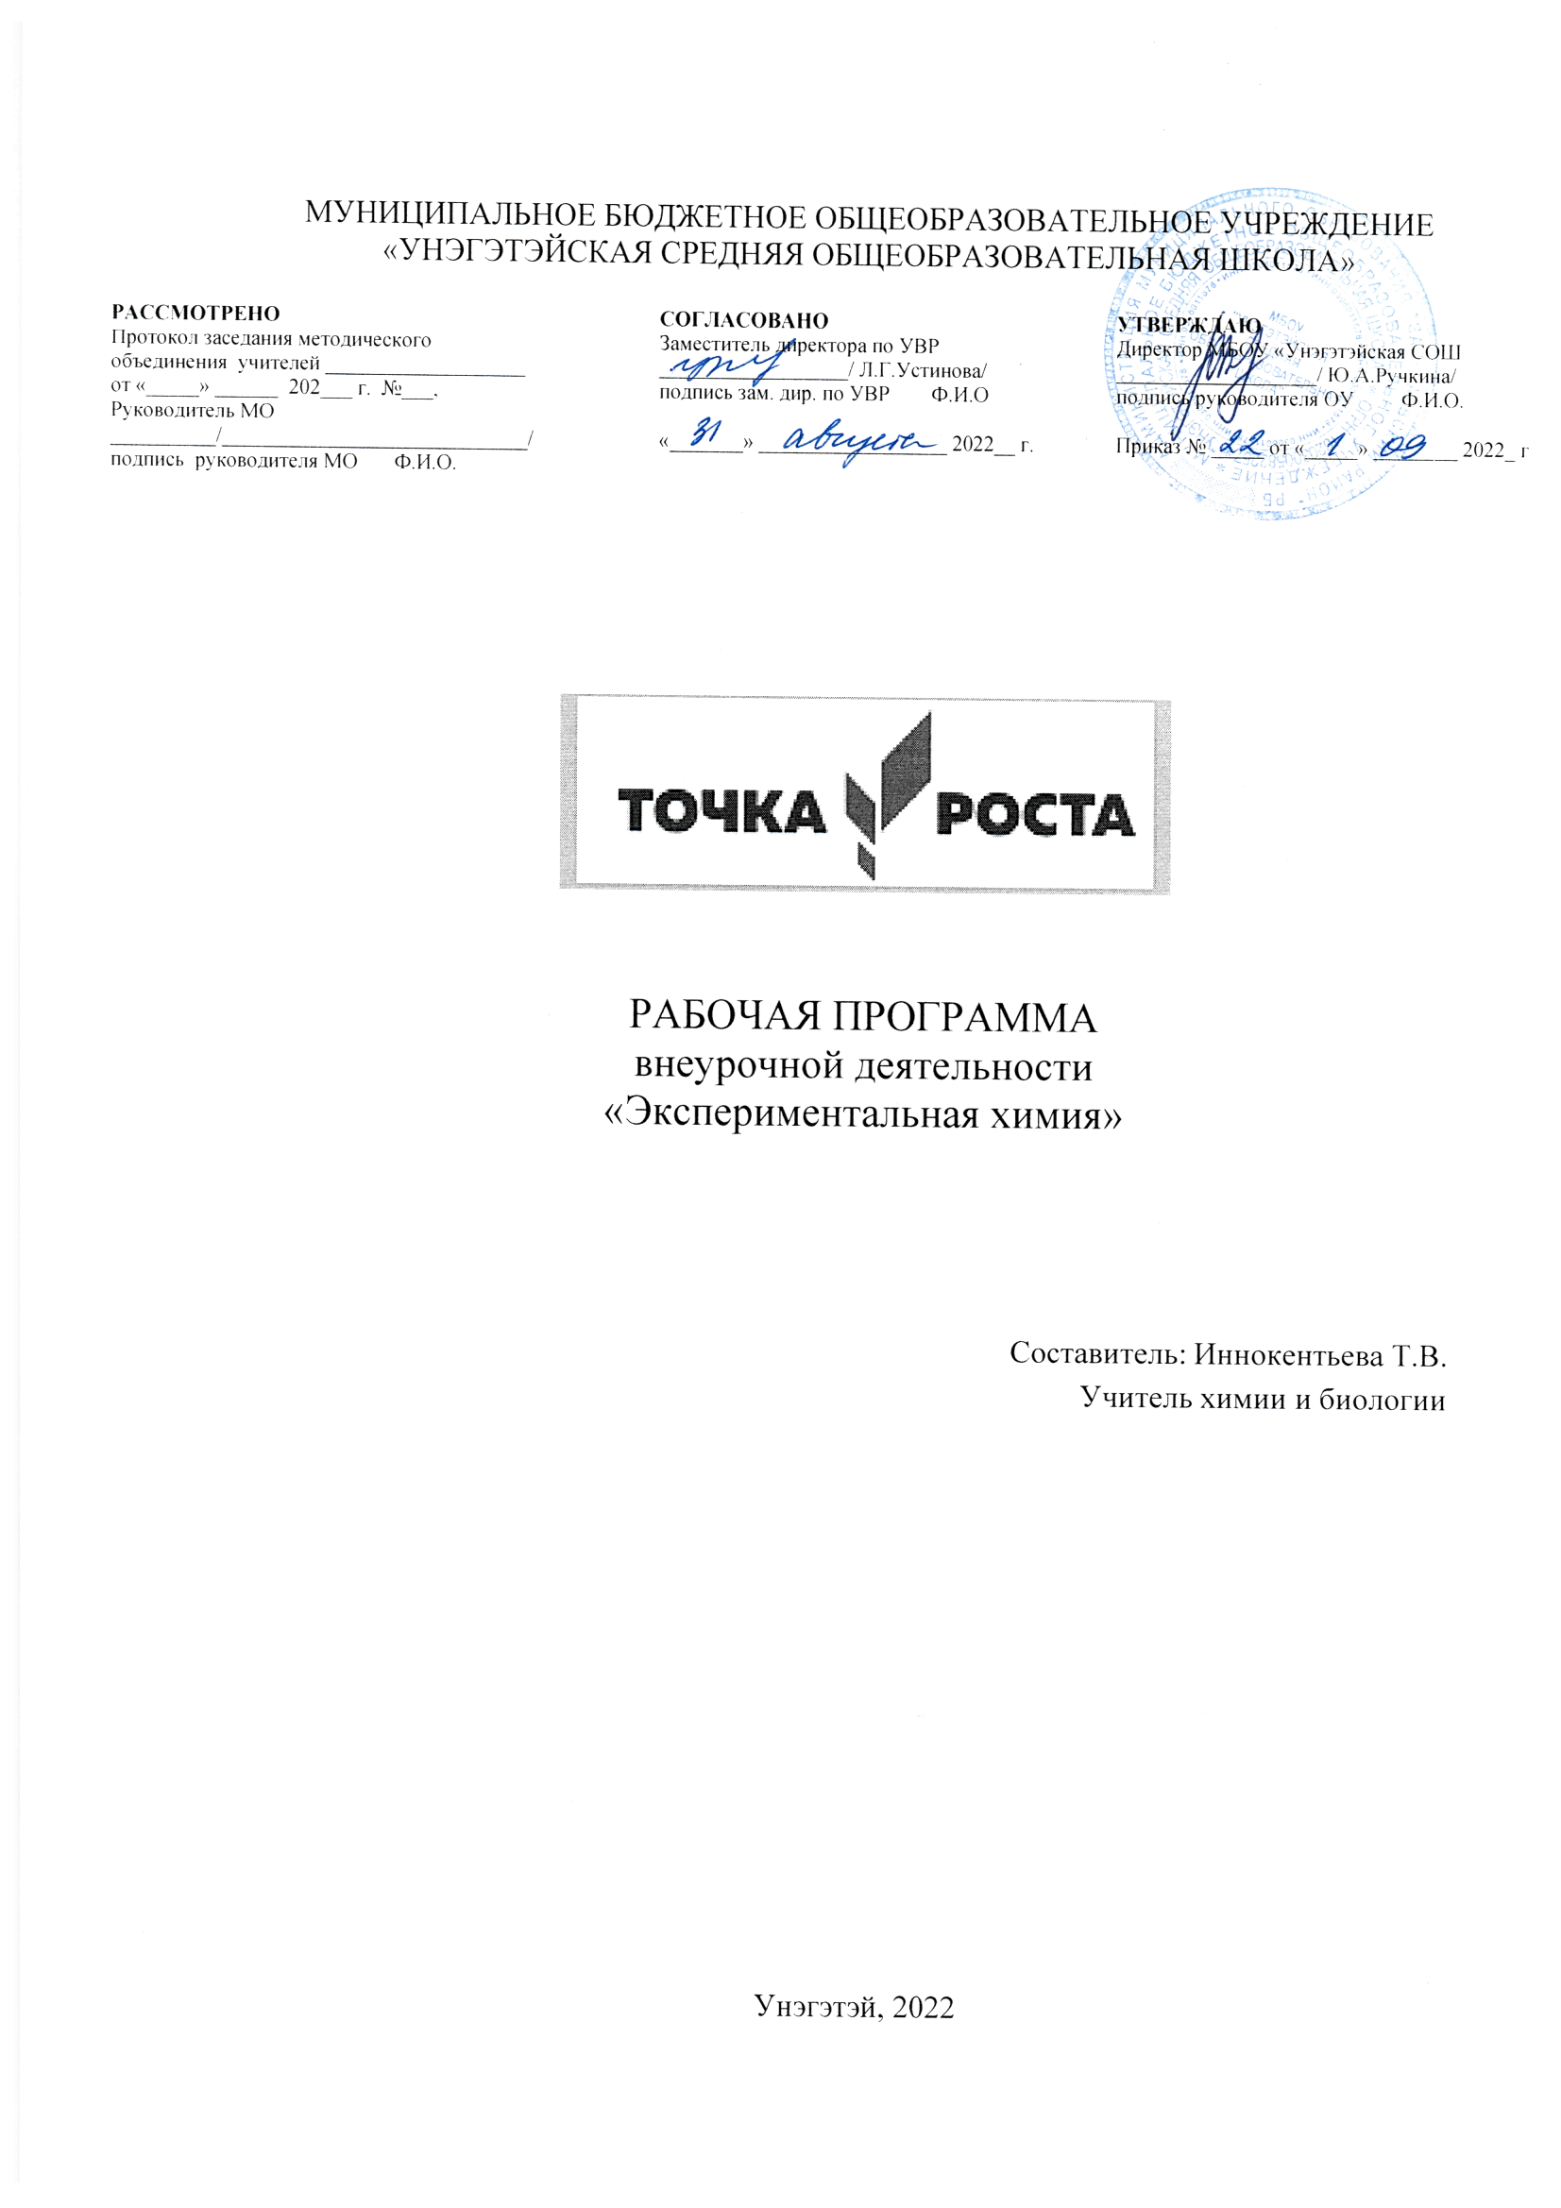 МУНИЦИПАЛЬНОЕ БЮДЖЕТНОЕ ОБЩЕОБРАЗОВАТЕЛЬНОЕ УЧРЕЖДЕНИЕ
«УНЭГЭТЭЙСКАЯ СРЕДНЯЯ ОБЩЕОБРАЗОВАТЕЛЬНАЯ ШКОЛА»
РАССМОТРЕНО
Протокол заседания методического
объединения учителей ___________________
от «_____» ______ 202___ г. №___,
Руководитель МО
__________/_____________________________/
подпись руководителя МО Ф.И.О.
СОГЛАСОВАНО
Заместитель директора по УВР
__________________/ Л.Г.Устинова/
подпись зам. дир. по УВР Ф.И.О
« 31 » августа 2022__ г.
УТВЕРЖДАЮ
Директор МБОУ «Унэгэтэйская СОШ
___________________/ Ю.А.Ручкина/
подпись руководителя ОУ Ф.И.О.
Приказ № 22 от « 1 » 09 2022_ г
ТОЧКА РОСТА
РАБОЧАЯ ПРОГРАММА
внеурочной деятельности
«Экспериментальная химия»
Составитель: Иннокентьева Т.В.
Учитель химии и биологии
Унэгэтэй, 2022